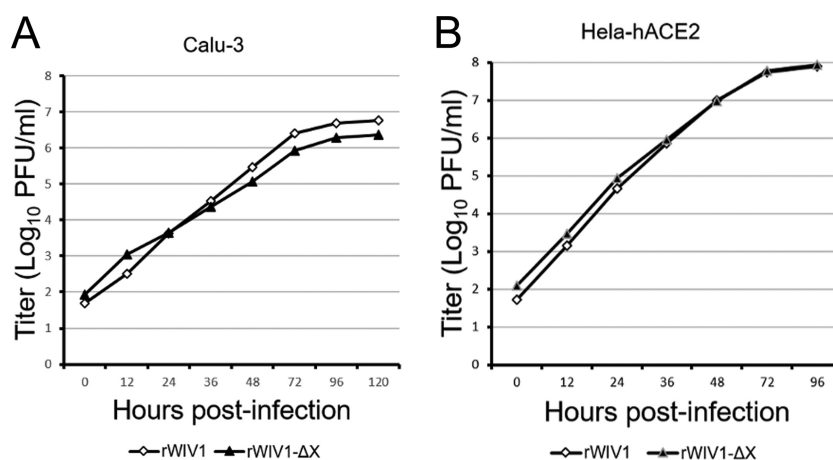 A
Calu-3
Titer (Log10 PFU/ml)
8
7
6
5
4
3
2
1
0
0 12 24 36 48 72 96 120
Hours post-infection
rWIV1 rWIV1-ΔX
B
Hela-hACE2
Titer (Log10 PFU/ml)
8
7
6
5
4
3
2
1
0
0 12 24 36 48 72 96
Hours post-infection
rWIV1 rWIV1-ΔX